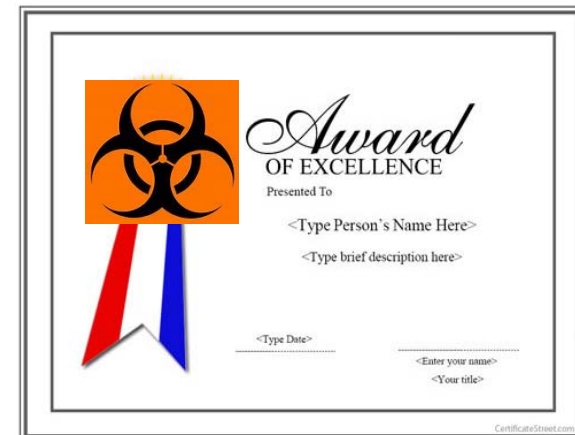 Award
OF EXCELLENCE
Presented To
<Type Person’s Name Here>
<Type brief description here>
<Type Date>
<Enter your name>
<Your title>
CertificateStreet.com